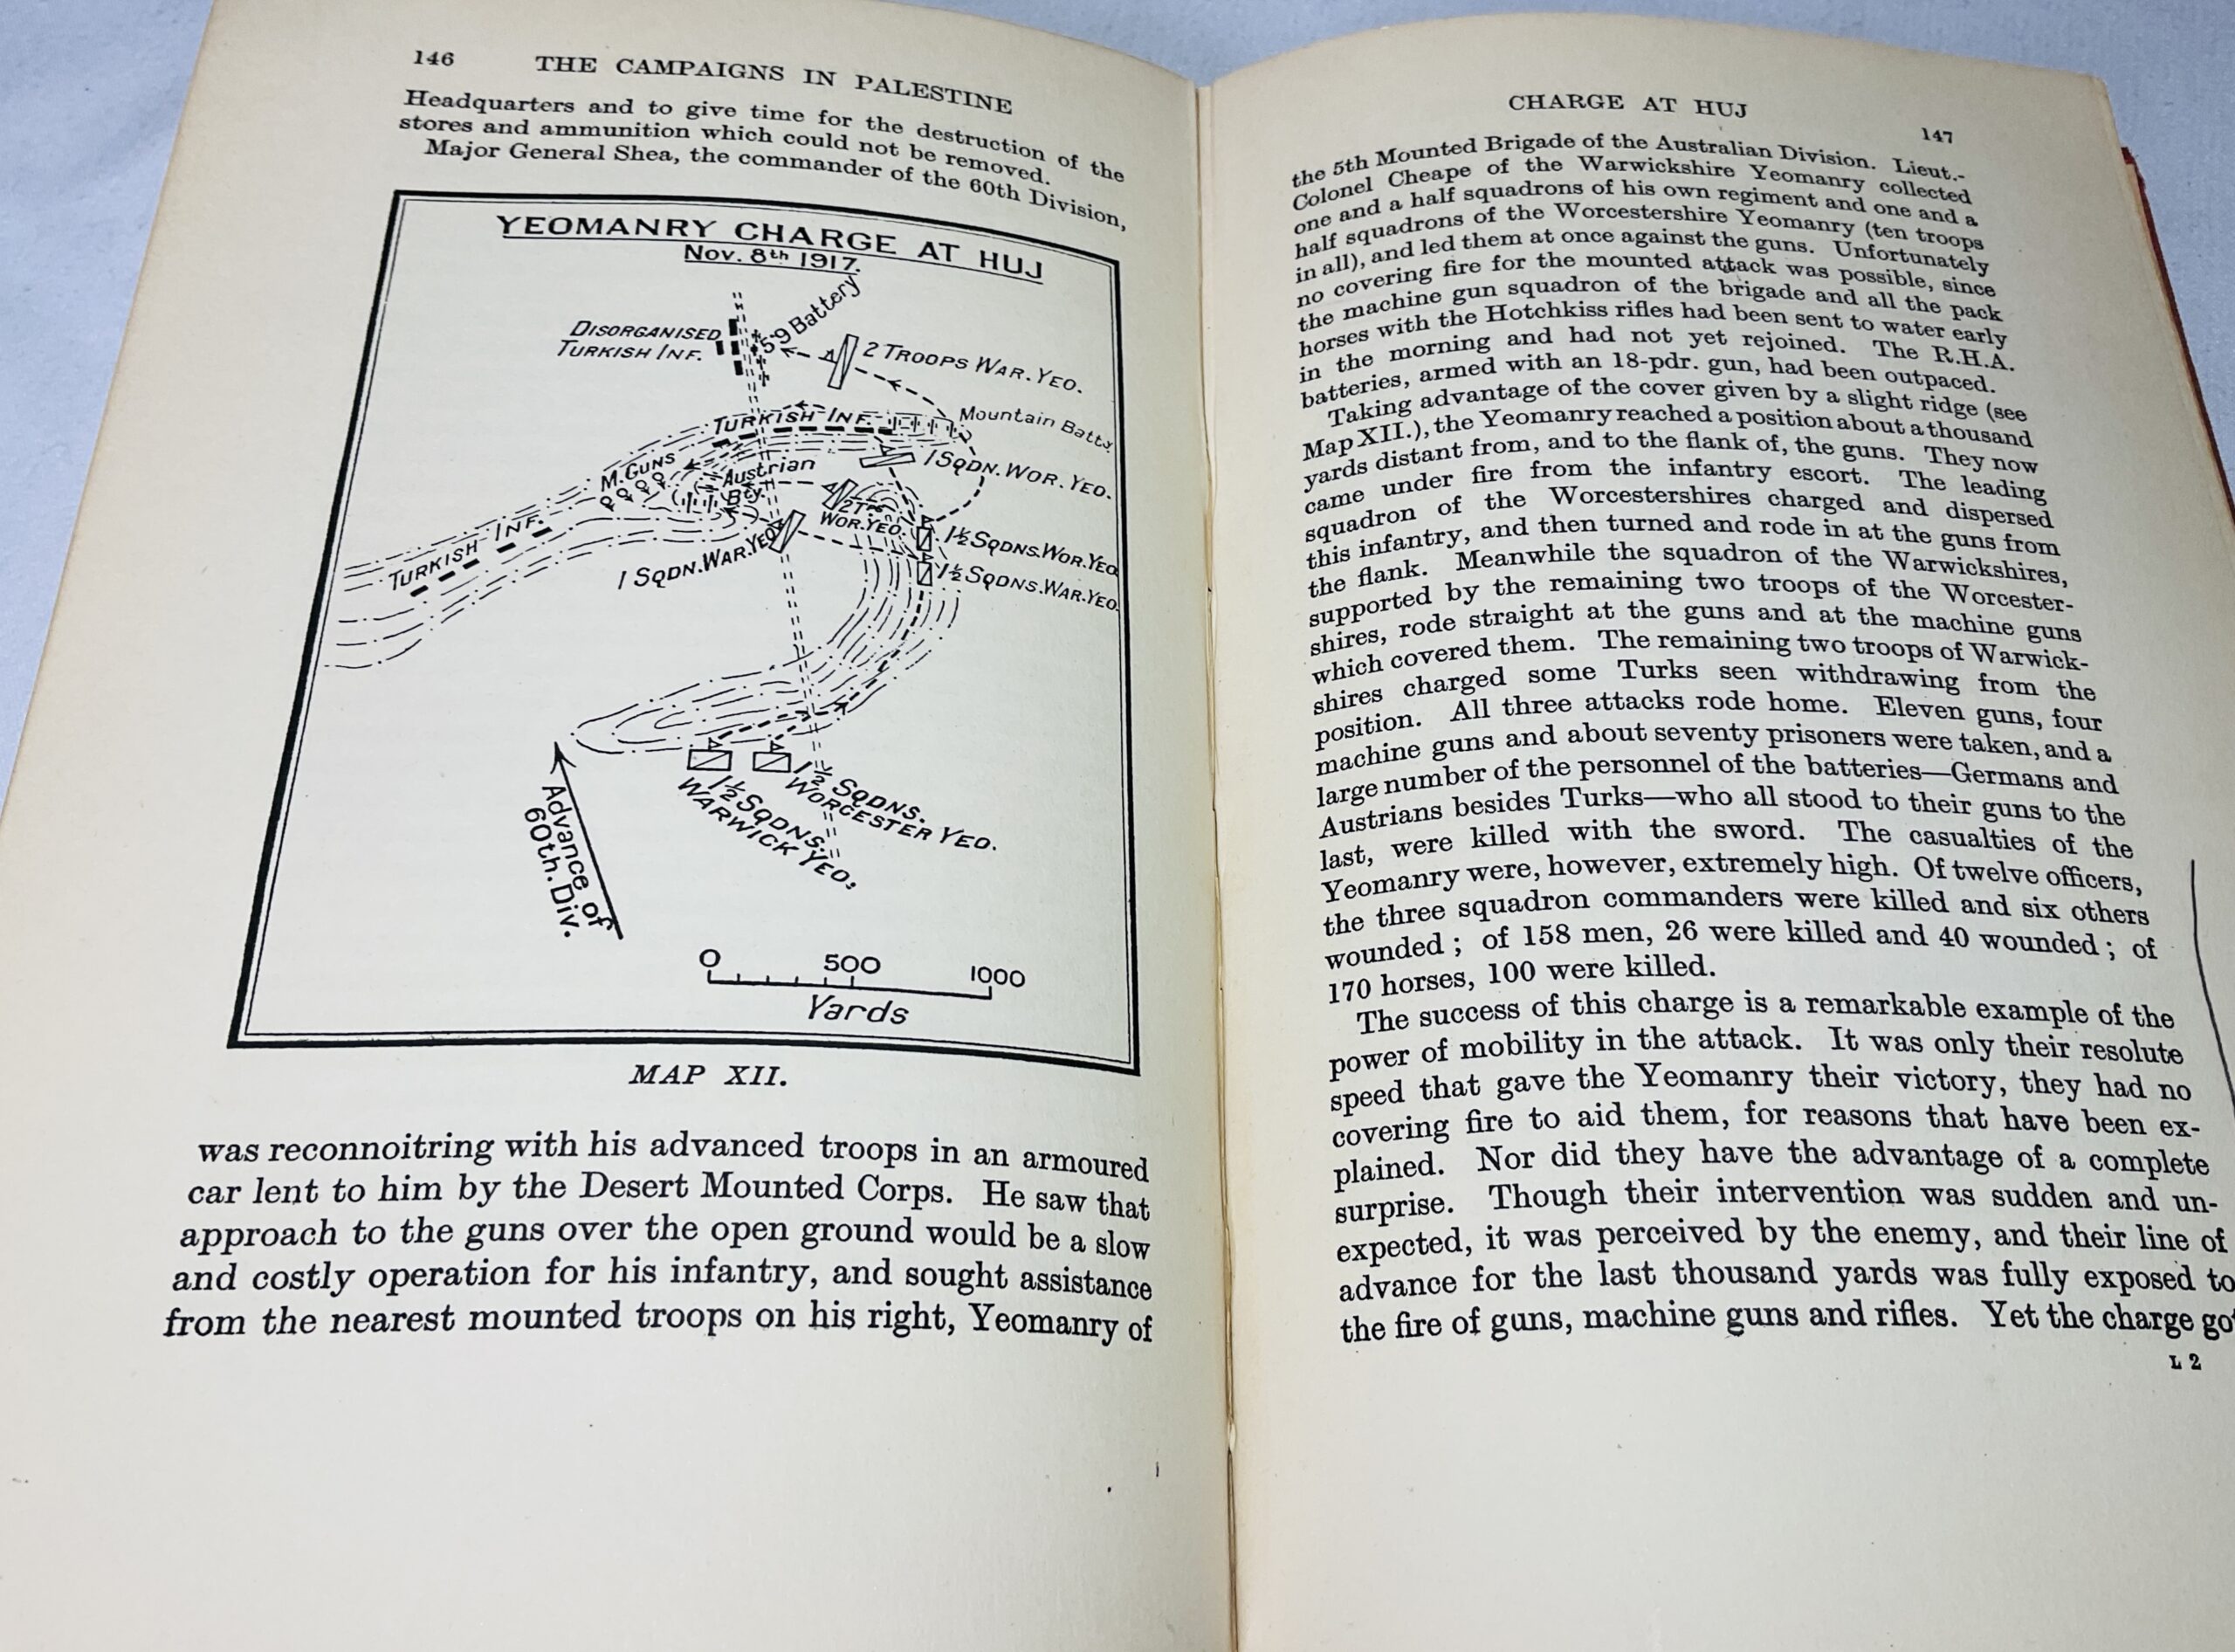 146 THE CAMPAIGNS IN PALESTINE
Headquarters and to give time for the destruction of the
stores and ammunition which could not be removed.
Major General Shea, the commander of the 60th Division,
YEOMANRY CHARGE AT HUJ
Nov. 8th 1917.
5·9 Battery
DISORGANISED
TURKISH INF.
2 TROOPS WAR. YEO.
Mountain Batts.
TURKISH INF.
1 SQDN. WOR. YEO.
M. GUNS
Austrian
Bty.
2 TPS
WOR. YEO.
TURKISH INF.
1½ SQDNS. WOR. YEO.
1 SQDN. WAR. YEO.
1½ SQDNS. WAR. YEO.
1½ SQDNS.
WORCESTER YEO.
1½ SQDNS.
WARWICK YEO.
Advance of
60th. Div.
0 500 1000
Yards
MAP XII.
was reconnoitring with his advanced troops in an armoured
car lent to him by the Desert Mounted Corps. He saw that
approach to the guns over the open ground would be a slow
and costly operation for his infantry, and sought assistance
from the nearest mounted troops on his right, Yeomanry of
CHARGE AT HUJ 147
the 5th Mounted Brigade of the Australian Division. Lieut.-
Colonel Cheape of the Warwickshire Yeomanry collected
one and a half squadrons of his own regiment and one and a
half squadrons of the Worcestershire Yeomanry (ten troops
in all), and led them at once against the guns. Unfortunately
no covering fire for the mounted attack was possible, since
the machine gun squadron of the brigade and all the pack
horses with the Hotchkiss rifles had been sent to water early
in the morning and had not yet rejoined. The R.H.A.
batteries, armed with an 18-pdr. gun, had been outpaced.
Taking advantage of the cover given by a slight ridge (see
Map XII.), the Yeomanry reached a position about a thousand
yards distant from, and to the flank of, the guns. They now
came under fire from the infantry escort. The leading
squadron of the Worcestershires charged and dispersed
this infantry, and then turned and rode in at the guns from
the flank. Meanwhile the squadron of the Warwickshires,
supported by the remaining two troops of the Worcester-
shires, rode straight at the guns and at the machine guns
which covered them. The remaining two troops of Warwick-
shires charged some Turks seen withdrawing from the
position. All three attacks rode home. Eleven guns, four
machine guns and about seventy prisoners were taken, and a
large number of the personnel of the batteries—Germans and
Austrians besides Turks—who all stood to their guns to the
last, were killed with the sword. The casualties of the
Yeomanry were, however, extremely high. Of twelve officers,
the three squadron commanders were killed and six others
wounded ; of 158 men, 26 were killed and 40 wounded ; of
170 horses, 100 were killed.
The success of this charge is a remarkable example of the
power of mobility in the attack. It was only their resolute
speed that gave the Yeomanry their victory, they had no
covering fire to aid them, for reasons that have been ex-
plained. Nor did they have the advantage of a complete
surprise. Though their intervention was sudden and un-
expected, it was perceived by the enemy, and their line of
advance for the last thousand yards was fully exposed to
the fire of guns, machine guns and rifles. Yet the charge got
L 2